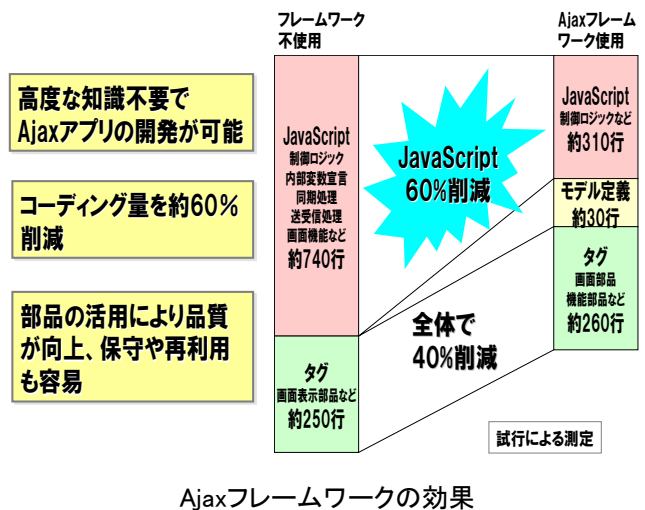 高度な知識不要で
Ajaxアプリの開発が可能
コーディング量を約60%
削減
部品の活用により品質
が向上、保守や再利用
も容易
フレームワーク
不使用
JavaScript
制御ロジック
内部変数宣言
同期処理
送受信処理
画面機能など
約740行
タグ
画面表示部品など
約250行
JavaScript
60%削減
全体で
40%削減
Ajaxフレーム
ワーク使用
JavaScript
制御ロジックなど
約310行
モデル定義
約30行
タグ
画面部品
機能部品など
約260行
試行による測定
Ajaxフレームワークの効果